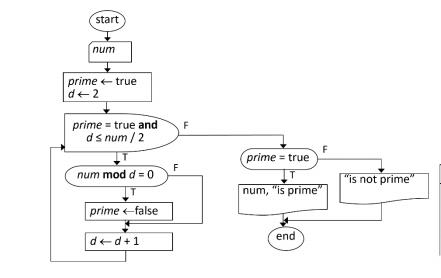 start
num
prime ← true
d ← 2
prime = true and
d ≤ num / 2
F
T
num mod d = 0
F
T
prime ←false
d ← d + 1
prime = true
F
T
num, "is prime"
"is not prime"
end